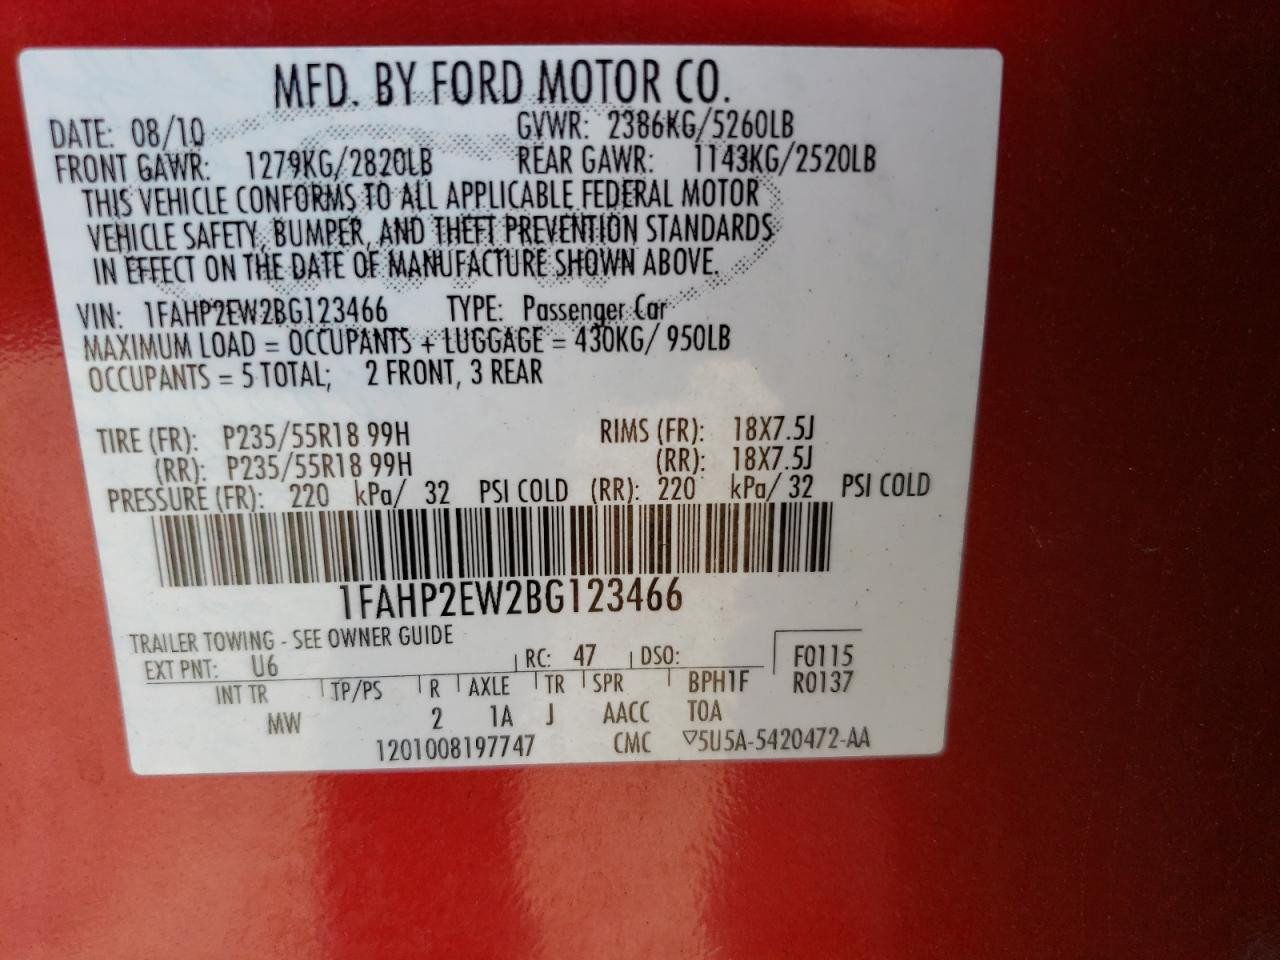 MFD. BY FORD MOTOR CO.
DATE: 08/10 GVWR: 2386KG/5260LB
FRONT GAWR: 1279KG/2820LB REAR GAWR: 1143KG/2520LB
THIS VEHICLE CONFORMS TO ALL APPLICABLE FEDERAL MOTOR
VEHICLE SAFETY, BUMPER, AND THEFT PREVENTION STANDARDS
IN EFFECT ON THE DATE OF MANUFACTURE SHOWN ABOVE.
VIN: 1FAHP2EW2BG123466 TYPE: Passenger Car
MAXIMUM LOAD = OCCUPANTS + LUGGAGE = 430KG/ 950LB
OCCUPANTS = 5 TOTAL; 2 FRONT, 3 REAR
TIRE (FR): P235/55R18 99H RIMS (FR): 18X7.5J
(RR): P235/55R18 99H (RR): 18X7.5J
PRESSURE (FR): 220 kPa/ 32 PSI COLD (RR): 220 kPa/ 32 PSI COLD
1FAHP2EW2BG123466
TRAILER TOWING - SEE OWNER GUIDE
EXT PNT: U6 RC: 47 DSO: F0115
INT TR TP/PS R AXLE TR SPR BPH1F R0137
MW 2 1A J AACC TOA
1201008197747 CMC ▽5U5A-5420472-AA